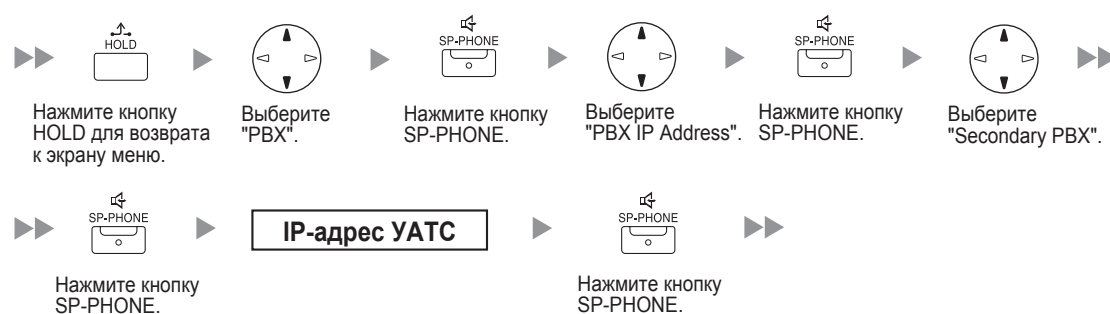 HOLD
SP-PHONE
SP-PHONE
Нажмите кнопку
HOLD для возврата
к экрану меню.
Выберите
"PBX".
Нажмите кнопку
SP-PHONE.
Выберите
"PBX IP Address".
Нажмите кнопку
SP-PHONE.
Выберите
"Secondary PBX".
SP-PHONE
IP-адрес УАТС
SP-PHONE
Нажмите кнопку
SP-PHONE.
Нажмите кнопку
SP-PHONE.